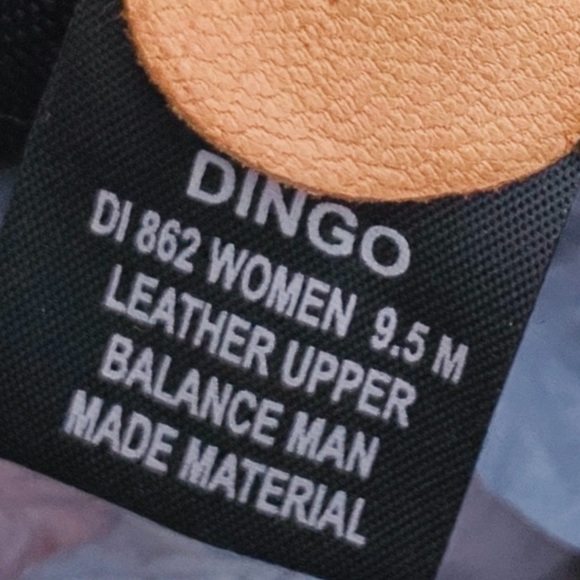 DINGO
DI 862 WOMEN 9.5 M
LEATHER UPPER
BALANCE MAN
MADE MATERIAL